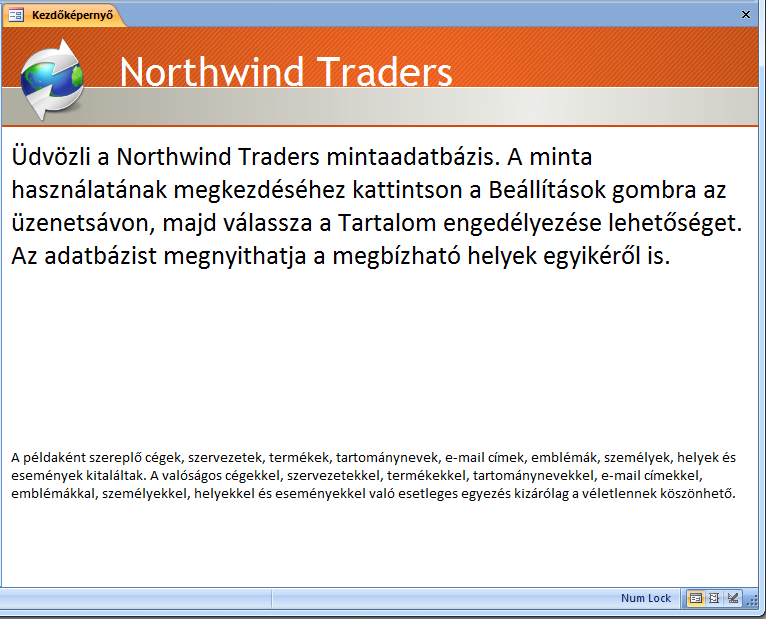 Kezdőképernyő
Northwind Traders
Üdvözli a Northwind Traders mintaadatbázis. A minta
használatának megkezdéséhez kattintson a Beállítások gombra az
üzenetsávon, majd válassza a Tartalom engedélyezése lehetőséget.
Az adatbázist megnyithatja a megbízható helyek egyikéről is.
A példaként szereplő cégek, szervezetek, termékek, tartománynevek, e-mail címek, emblémák, személyek, helyek és
események kitaláltak. A valóságos cégekkel, szervezetekkel, termékekkel, tartománynevekkel, e-mail címekkel,
emblémákkal, személyekkel, helyekkel és eseményekkel való esetleges egyezés kizárólag a véletlennek köszönhető.
Num Lock